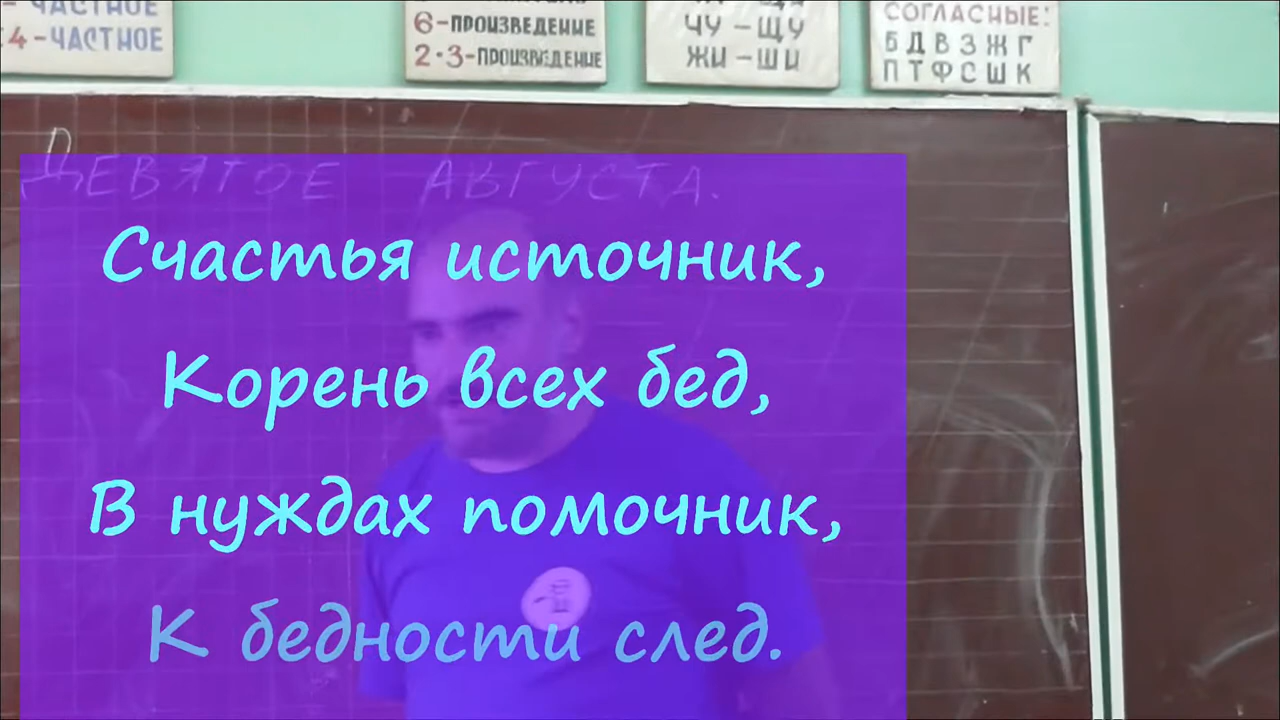 - ЧАСТНОЕ
:4 - ЧАСТНОЕ
6 - ПРОИЗВЕДЕНИЕ
2·3 - ПРОИЗВЕДЕНИЕ
ЧУ - ЩУ
ЖИ - ШИ
СОГЛАСНЫЕ:
Б Д В З Ж Г
П Т Ф С Ш К
ДЕВЯТОЕ АВГУСТА.
Счастья источник,
Корень всех бед,
В нуждах помочник,
К бедности след.